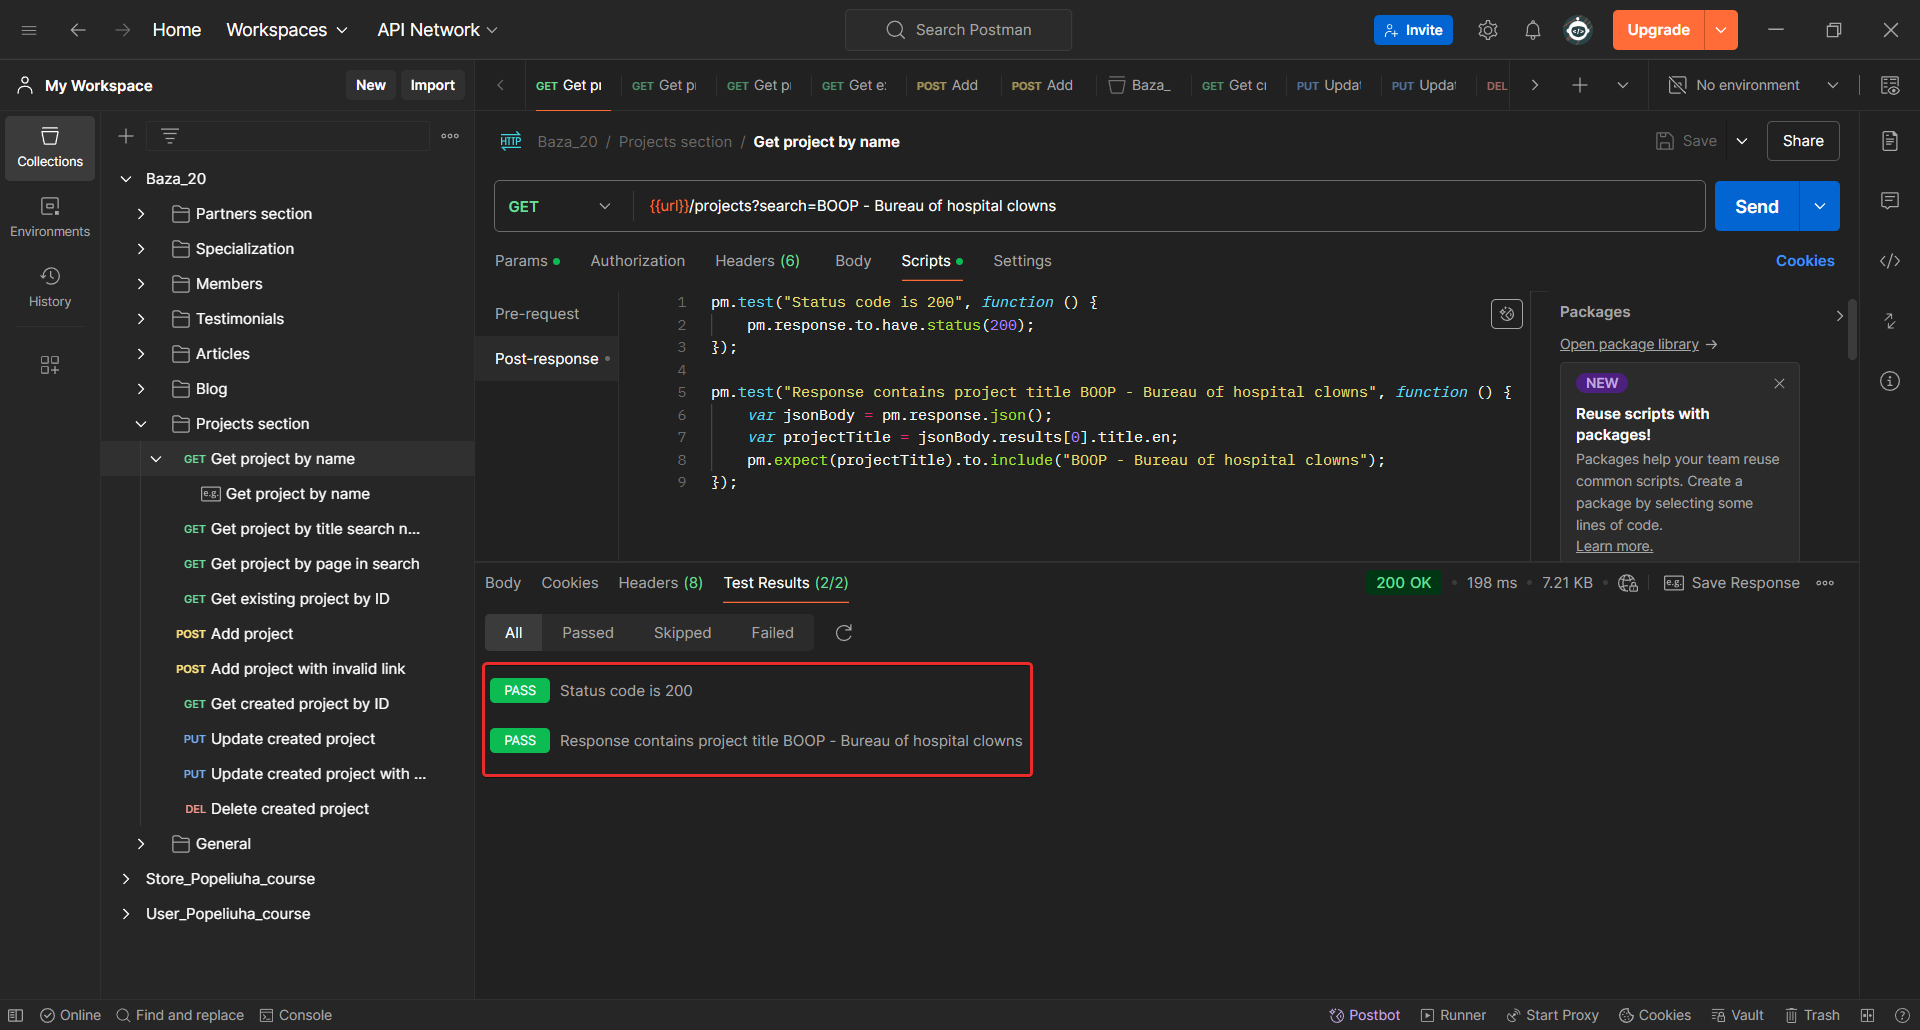 Home Workspaces API Network Search Postman Invite Upgrade
My Workspace New Import
GET Get pr GET Get pr GET Get pr GET Get e: POST Add POST Add Baza_ GET Get cr PUT Updat PUT Updat DEL No environment
Collections
Environments
History
Baza_20
Partners section
Specialization
Members
Testimonials
Articles
Blog
Projects section
GET Get project by name
e.g. Get project by name
GET Get project by title search n...
GET Get project by page in search
GET Get existing project by ID
POST Add project
POST Add project with invalid link
GET Get created project by ID
PUT Update created project
PUT Update created project with ...
DEL Delete created project
General
Store_Popeliuha_course
User_Popeliuha_course
HTTP Baza_20 / Projects section / Get project by name Save Share
GET {{url}}/projects?search=BOOP - Bureau of hospital clowns Send
Params Authorization Headers (6) Body Scripts Settings Cookies
Pre-request
Post-response
1 pm.test("Status code is 200", function () {
2 pm.response.to.have.status(200);
3 });
4
5 pm.test("Response contains project title BOOP - Bureau of hospital clowns", function () {
6 var jsonBody = pm.response.json();
7 var projectTitle = jsonBody.results[0].title.en;
8 pm.expect(projectTitle).to.include("BOOP - Bureau of hospital clowns");
9 });
Packages
Open package library →
NEW
Reuse scripts with
packages!
Packages help your team reuse
common scripts. Create a
package by selecting some
lines of code.
Learn more.
Body Cookies Headers (8) Test Results (2/2) 200 OK 198 ms 7.21 KB e.g. Save Response
All Passed Skipped Failed
PASS Status code is 200
PASS Response contains project title BOOP - Bureau of hospital clowns
Online Find and replace Console Postbot Runner Start Proxy Cookies Vault Trash